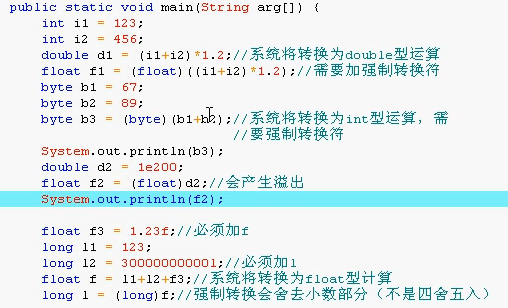 public static void main(String arg[]) {
int i1 = 123;
int i2 = 456;
double d1 = (i1+i2)*1.2;//系统将转换为double型运算
float f1 = (float)((i1+i2)*1.2);//需要加强制转换符
byte b1 = 67;
byte b2 = 89;
byte b3 = (byte)(b1+b2);//系统将转换为int型运算，需
//要强制转换符
System.out.println(b3);
double d2 = 1e200;
float f2 = (float)d2;//会产生溢出
System.out.println(f2);
float f3 = 1.23f;//必须加f
long l1 = 123;
long l2 = 300000000001;//必须加l
float f = l1+l2+f3;//系统将转换为float型计算
long l = (long)f;//强制转换会舍去小数部分（不是四舍五入）